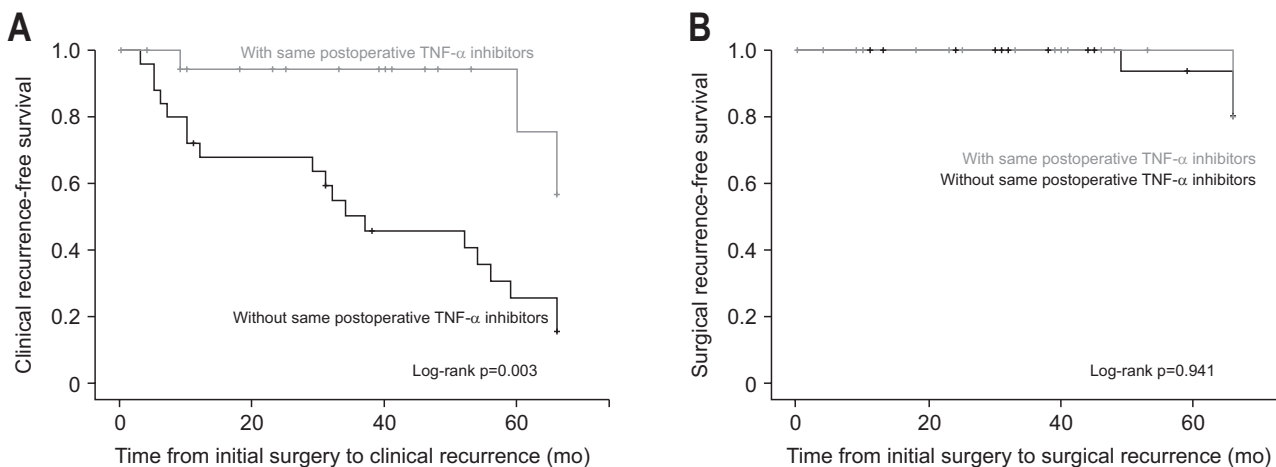 A
Clinical recurrence-free survival
1.0
0.8
0.6
0.4
0.2
0
With same postoperative TNF-α inhibitors
Without same postoperative TNF-α inhibitors
Log-rank p=0.003
0 20 40 60
Time from initial surgery to clinical recurrence (mo)
B
Surgical recurrence-free survival
1.0
0.8
0.6
0.4
0.2
0
With same postoperative TNF-α inhibitors
Without same postoperative TNF-α inhibitors
Log-rank p=0.941
0 20 40 60
Time from initial surgery to surgical recurrence (mo)